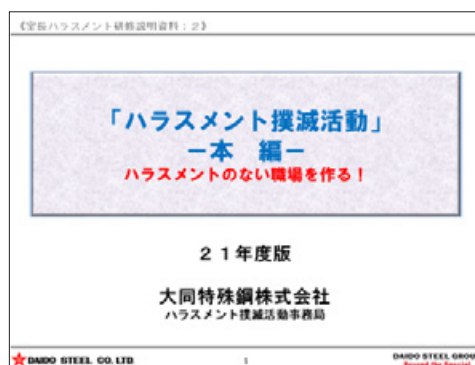 《室長ハラスメント研修説明資料：2》
「ハラスメント撲滅活動」
－本　編－
ハラスメントのない職場を作る！
２１年度版
大同特殊鋼株式会社
ハラスメント撲滅活動事務局
DAIDO STEEL CO. LTD.
1
DAIDO STEEL GROUP
Beyond the Special